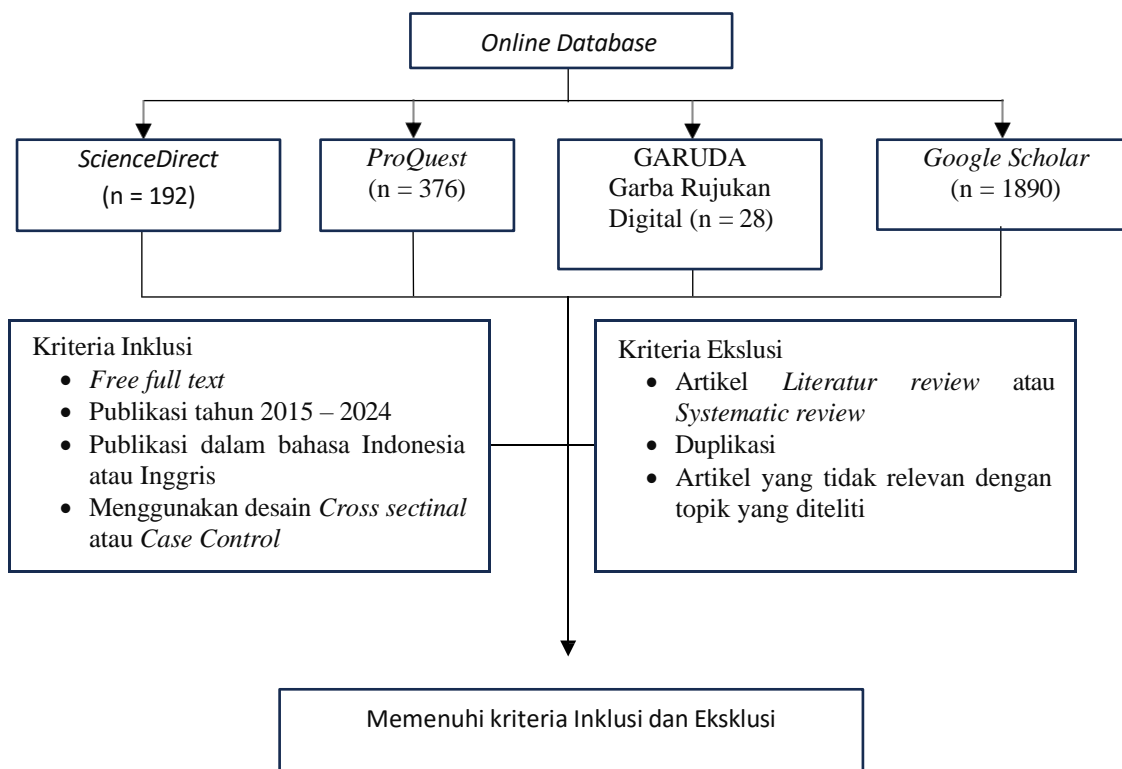 Online Database
ScienceDirect
(n = 192)
ProQuest
(n = 376)
GARUDA
Garba Rujukan
Digital (n = 28)
Google Scholar
(n = 1890)
Kriteria Inklusi
• Free full text
• Publikasi tahun 2015 – 2024
• Publikasi dalam bahasa Indonesia
atau Inggris
• Menggunakan desain Cross sectinal
atau Case Control
Kriteria Ekslusi
• Artikel Literatur review atau
Systematic review
• Duplikasi
• Artikel yang tidak relevan dengan
topik yang diteliti
Memenuhi kriteria Inklusi dan Eksklusi